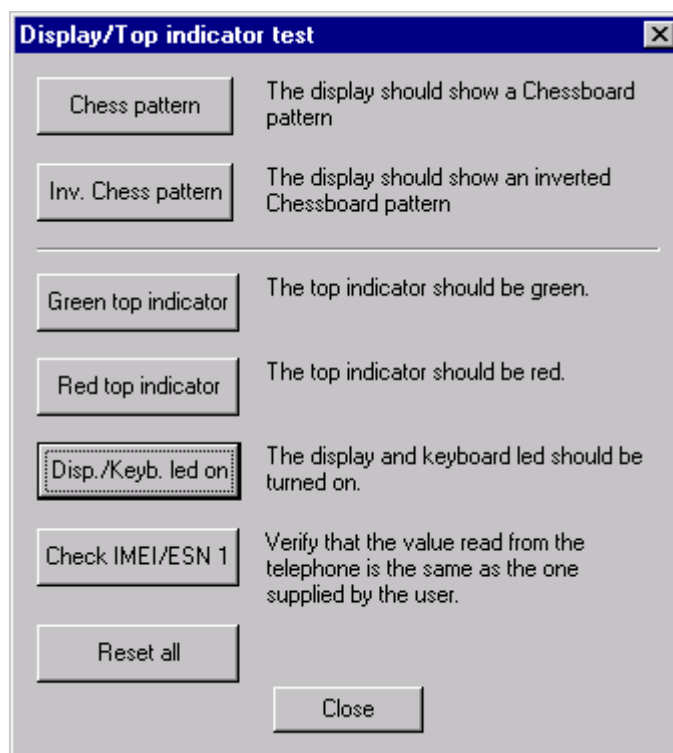 Display/Top indicator test
Chess pattern
The display should show a Chessboard
pattern
Inv. Chess pattern
The display should show an inverted
Chessboard pattern
Green top indicator
The top indicator should be green.
Red top indicator
The top indicator should be red.
Disp./Keyb. led on
The display and keyboard led should be
turned on.
Check IMEI/ESN 1
Verify that the value read from the
telephone is the same as the one
supplied by the user.
Reset all
Close